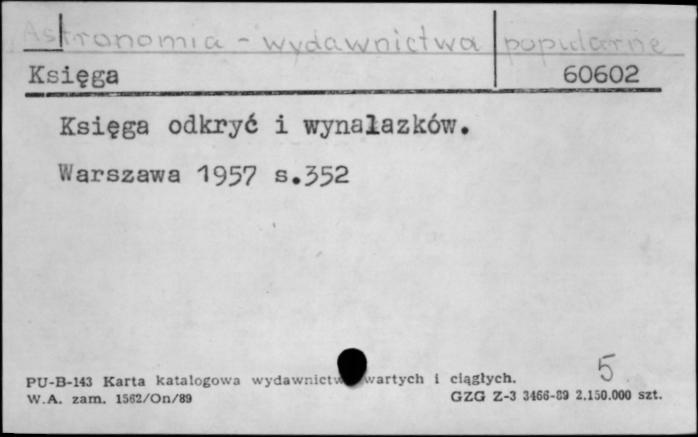 Astronomia - wydawnictwa popularne
Księga 60602
Księga odkryć i wynalazków.
Warszawa 1957 s.352
5
PU-B-143 Karta katalogowa wydawnictw wartych i ciągłych.
W.A. zam. 1562/On/89 GZG Z-3 3466-89 2.150.000 szt.